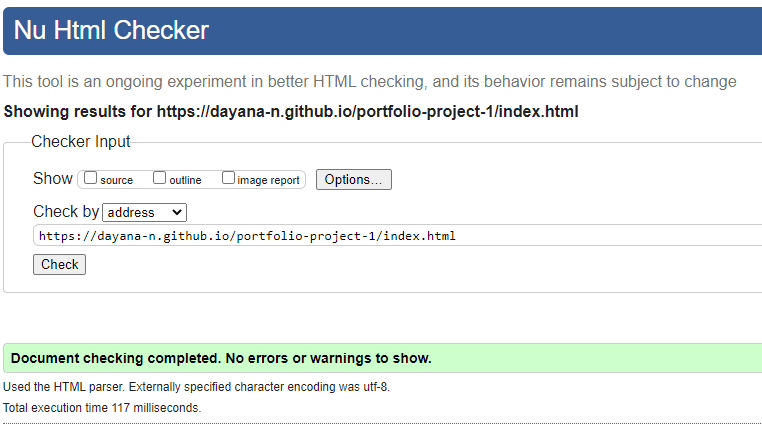 Nu Html Checker
This tool is an ongoing experiment in better HTML checking, and its behavior remains subject to change
Showing results for https://dayana-n.github.io/portfolio-project-1/index.html
Checker Input
Show source outline image report Options...
Check by address
https://dayana-n.github.io/portfolio-project-1/index.html
Check
Document checking completed. No errors or warnings to show.
Used the HTML parser. Externally specified character encoding was utf-8.
Total execution time 117 milliseconds.